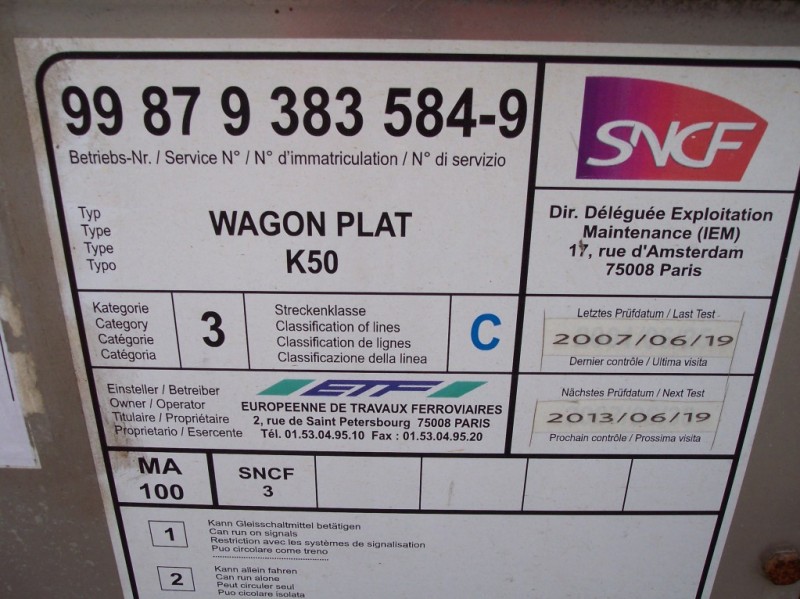 99 87 9 383 584-9
Betriebs-Nr. / Service N° / N° d'immatriculation / N° di servizio
SNCF
Typ
Type
Type
Typo
WAGON PLAT
K50
Dir. Déléguée Exploitation
Maintenance (IEM)
17, rue d'Amsterdam
75008 Paris
Kategorie
Category
Catégorie
Catégoria
3
Streckenklasse
Classification of lines
Classification de lignes
Classificazione della linea
C
Letztes Prüfdatum / Last Test
2007/06/19
Dernier contrôle / Ultima visita
Einsteller / Betreiber
Owner / Operator
Titulaire / Propriétaire
Proprietario / Esercente
ETF
EUROPEENNE DE TRAVAUX FERROVIAIRES
2, rue de Saint Petersbourg 75008 PARIS
Tél. 01.53.04.95.10 Fax : 01.53.04.95.20
Nächstes Prüfdatum / Next Test
2013/06/19
Prochain contrôle / Prossima visita
MA
100
SNCF
3
1
Kann Gleisschaltmittel betätigen
Can run on signals
Restriction avec les systèmes de signalisation
Puo circolare come treno
2
Kann allein fahren
Can run alone
Peut circuler seul
Puo cicolare isolata